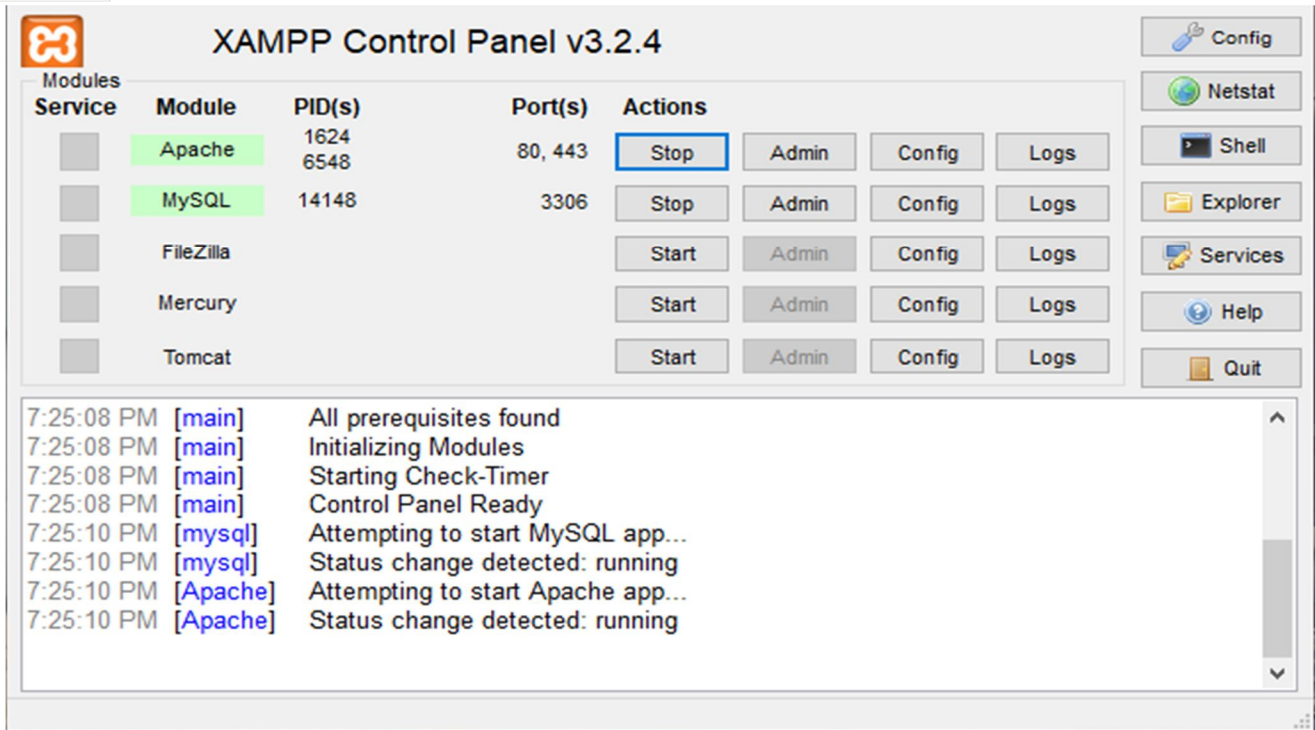 XAMPP Control Panel v3.2.4
Config
Modules
Service Module PID(s) Port(s) Actions
Netstat
Apache 1624 6548 80, 443 Stop Admin Config Logs
Shell
MySQL 14148 3306 Stop Admin Config Logs
Explorer
FileZilla Start Admin Config Logs
Services
Mercury Start Admin Config Logs
Help
Tomcat Start Admin Config Logs
Quit
7:25:08 PM [main] All prerequisites found
7:25:08 PM [main] Initializing Modules
7:25:08 PM [main] Starting Check-Timer
7:25:08 PM [main] Control Panel Ready
7:25:10 PM [mysql] Attempting to start MySQL app...
7:25:10 PM [mysql] Status change detected: running
7:25:10 PM [Apache] Attempting to start Apache app...
7:25:10 PM [Apache] Status change detected: running